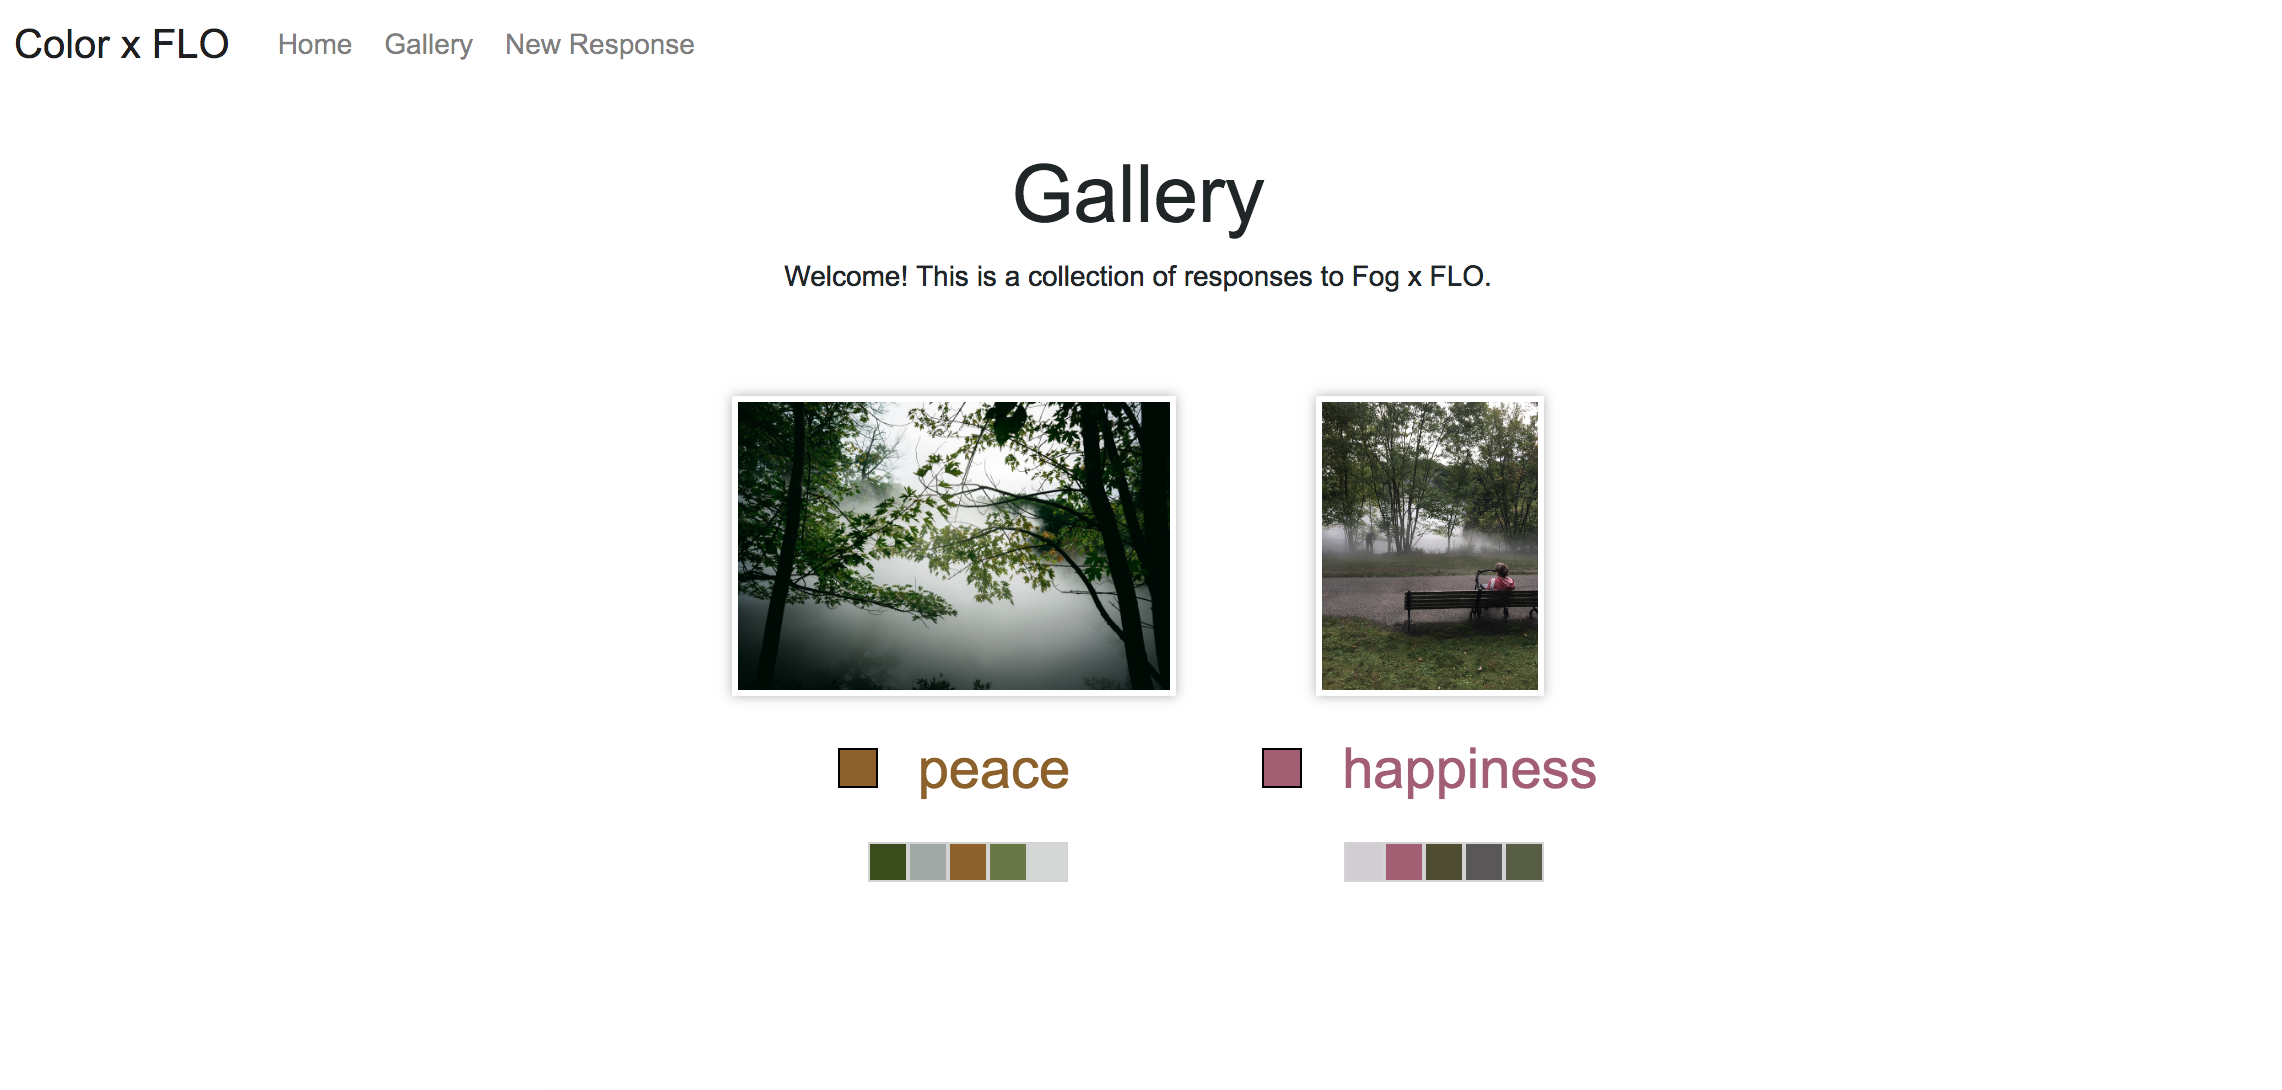 Color x FLO Home Gallery New Response
Gallery
Welcome! This is a collection of responses to Fog x FLO.
peace
happiness